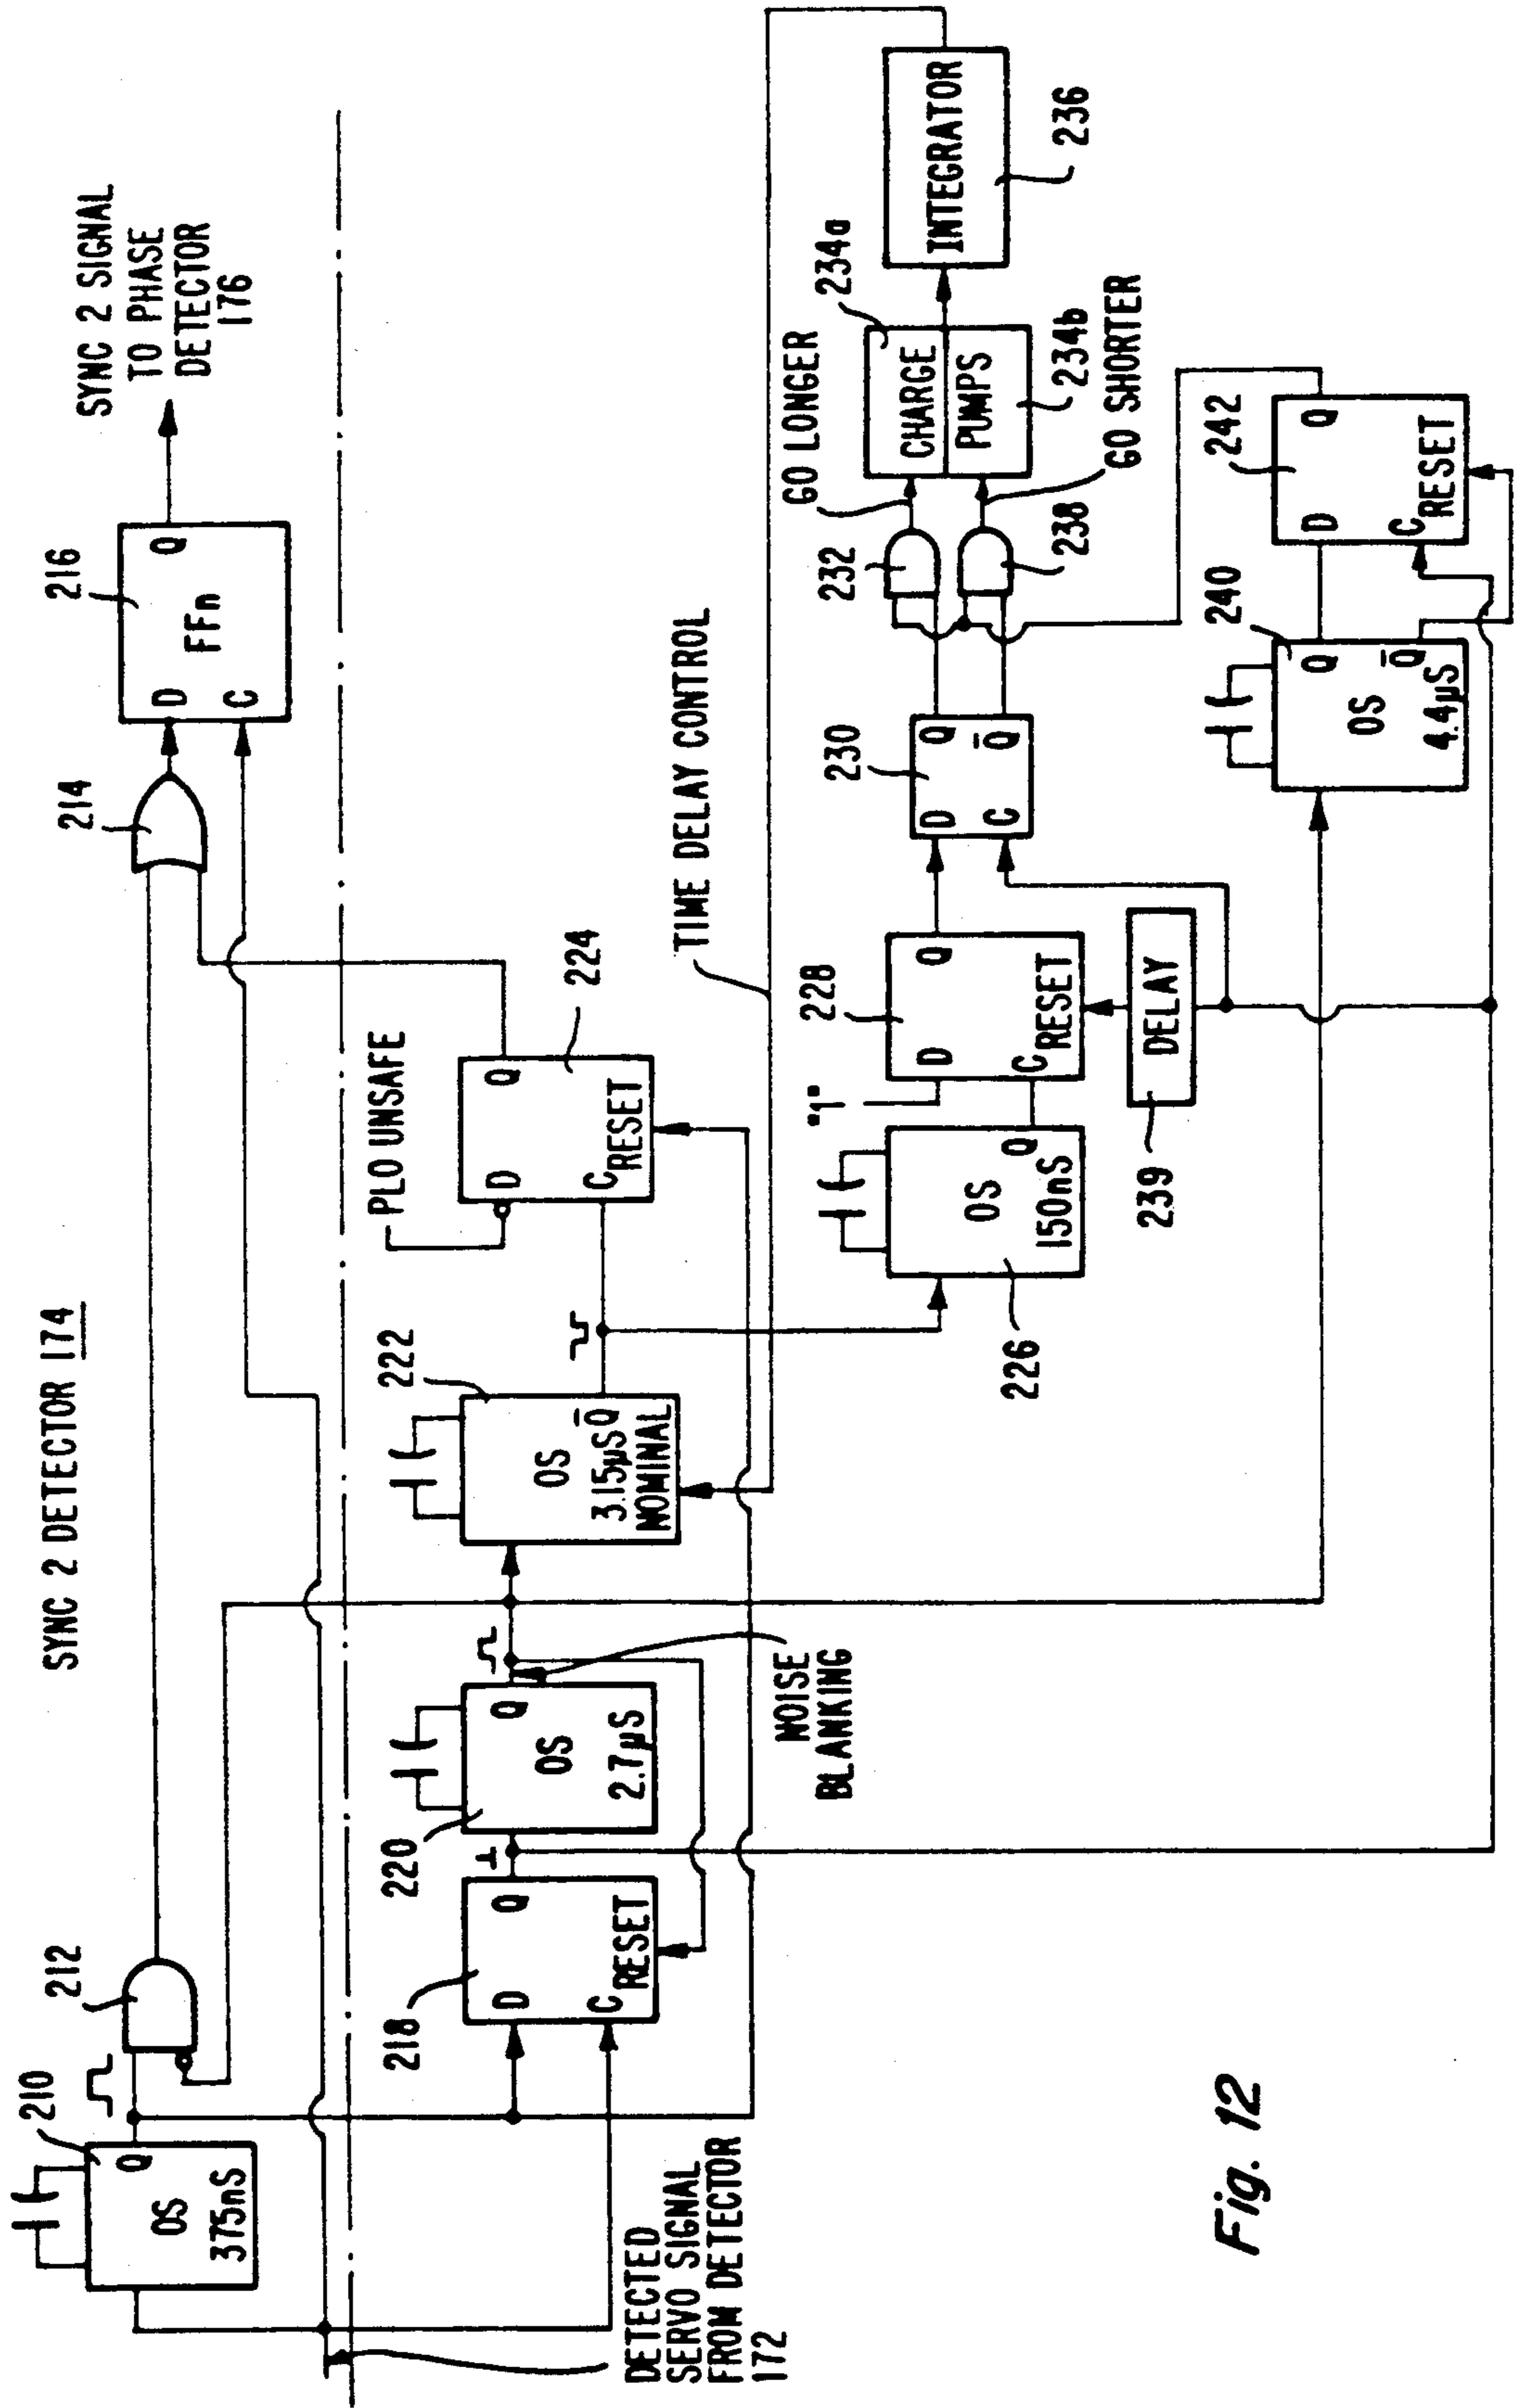 SYNC 2 DETECTOR 174
210
OS
375nS
Q
212
214
216
D
C
FFn
Q
SYNC 2 SIGNAL
TO PHASE
DETECTOR
176
DETECTED
SERVO SIGNAL
FROM DETECTOR
172
218
D
C
RESET
Q
220
OS
2.7µS
Q
NOISE
BLANKING
222
OS
3.15µS
NOMINAL
Q̅
PLO UNSAFE
D
C
RESET
Q
224
TIME DELAY CONTROL
226
OS
150nS
Q
"1"
228
D
C
RESET
Q
DELAY
239
230
D
C
Q
Q̅
232
238
GO LONGER
GO SHORTER
CHARGE
PUMPS
234a
234b
INTEGRATOR
236
240
OS
4.4µS
Q
Q̅
242
D
C
RESET
Q
Fig. 12